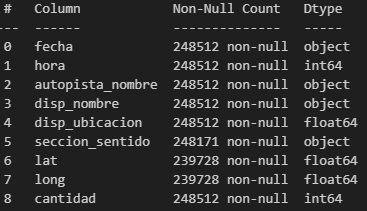 #   Column            Non-Null Count   Dtype
---  ------            --------------   -----
0   fecha             248512 non-null  object
1   hora              248512 non-null  int64
2   autopista_nombre  248512 non-null  object
3   disp_nombre       248512 non-null  object
4   disp_ubicacion    248512 non-null  float64
5   seccion_sentido   248171 non-null  object
6   lat               239728 non-null  float64
7   long              239728 non-null  float64
8   cantidad          248512 non-null  int64